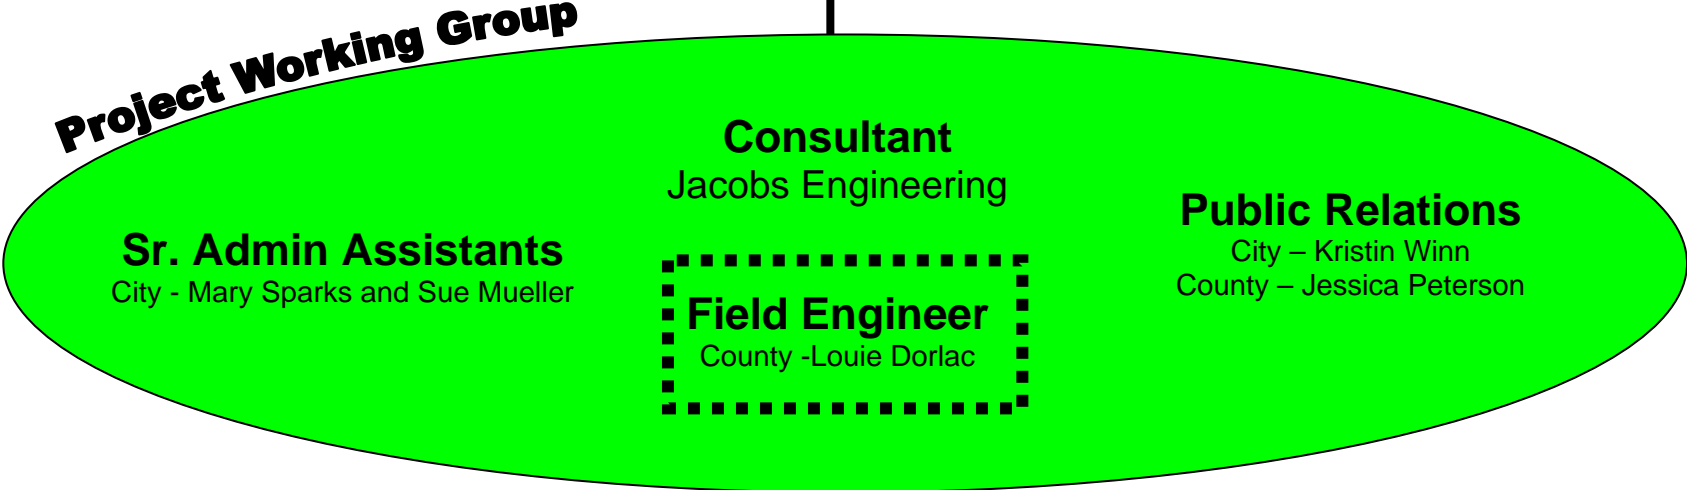 Project Working Group
Consultant
Jacobs Engineering
Sr. Admin Assistants
City - Mary Sparks and Sue Mueller
Field Engineer
County -Louie Dorlac
Public Relations
City – Kristin Winn
County – Jessica Peterson